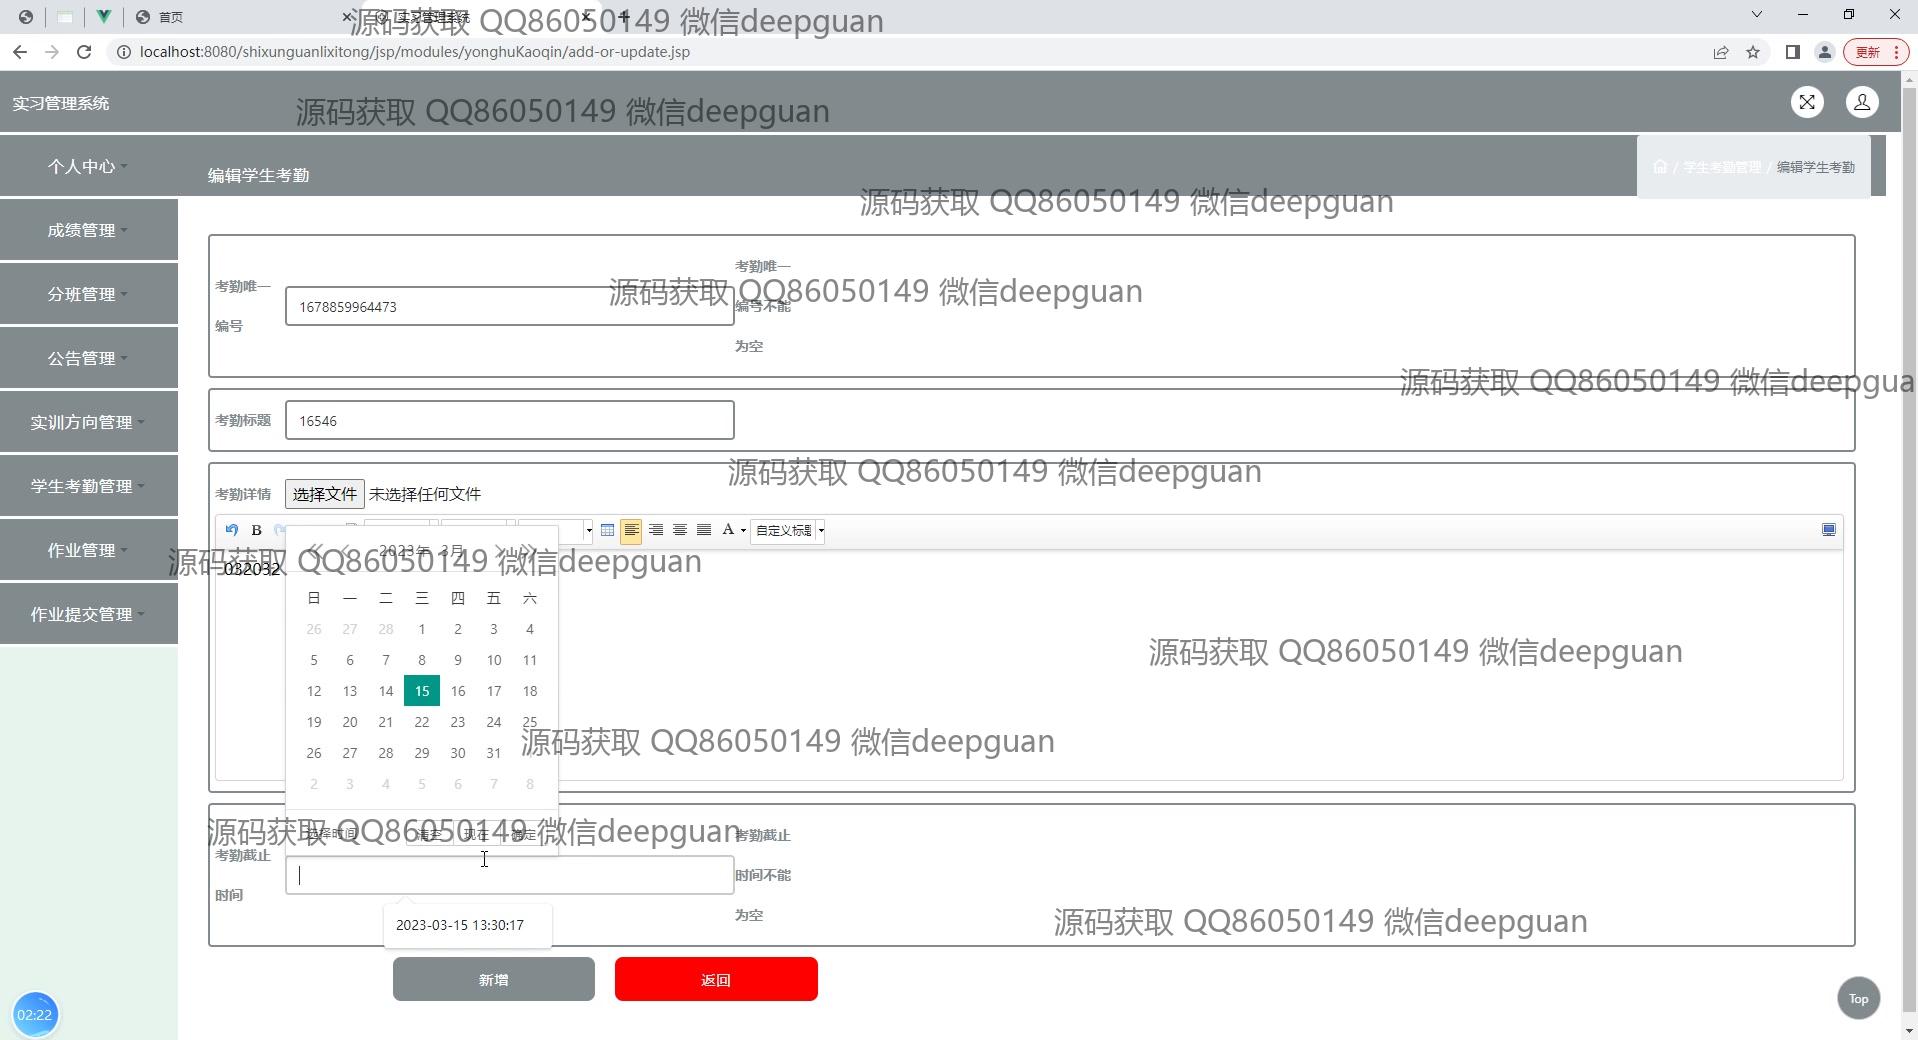 首页
实习管理系统
源码获取 QQ86050149 微信deepguan
localhost:8080/shixunguanlixitong/jsp/modules/yonghuKaoqin/add-or-update.jsp
更新
实习管理系统
源码获取 QQ86050149 微信deepguan
个人中心
编辑学生考勤
/ 学生考勤管理 / 编辑学生考勤
源码获取 QQ86050149 微信deepguan
成绩管理
分班管理
公告管理
实训方向管理
学生考勤管理
作业管理
作业提交管理
考勤唯一
编号
1678859964473
考勤唯一
编号不能
为空
源码获取 QQ86050149 微信deepguan
源码获取 QQ86050149 微信deepgua
考勤标题
16546
源码获取 QQ86050149 微信deepguan
考勤详情
选择文件 未选择任何文件
B
A
自定义标题
032032
源码获取 QQ86050149 微信deepguan
2023年 3月
日 一 二 三 四 五 六
26 27 28 1 2 3 4
5 6 7 8 9 10 11
12 13 14 15 16 17 18
19 20 21 22 23 24 25
26 27 28 29 30 31
2 3 4 5 6 7 8
选择时间 清空 现在 确定
源码获取 QQ86050149 微信deepguan
源码获取 QQ86050149 微信deepguan
源码获取 QQ86050149 微信deepguan
考勤截止
时间
考勤截止
时间不能
为空
2023-03-15 13:30:17
源码获取 QQ86050149 微信deepguan
新增
返回
Top
02:22